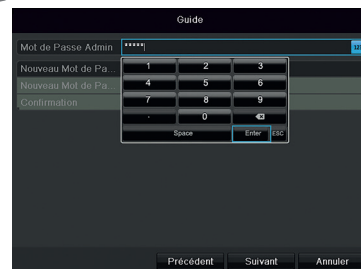 Guide
Mot de Passe Admin *****
123
Nouveau Mot de Pa...
Nouveau Mot de Pa...
Confirmation
1 2 3
4 5 6
7 8 9
. 0
Space Enter ESC
Précédent Suivant Annuler